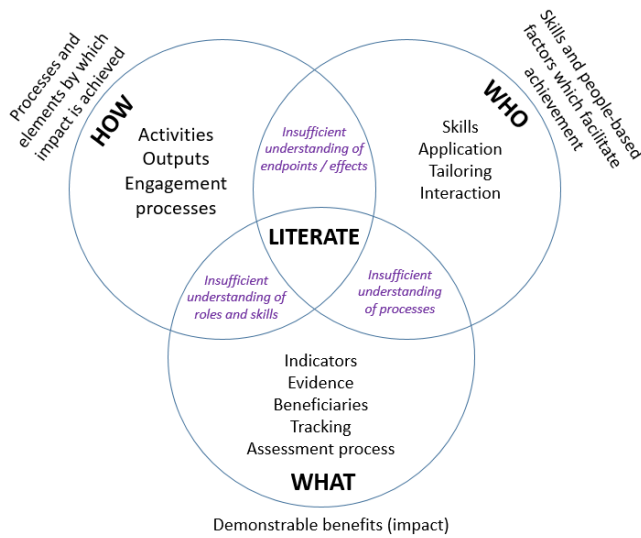 Processes and
elements by which
impact is achieved
HOW
Activities
Outputs
Engagement
processes
Insufficient
understanding of
endpoints / effects
Skills and people-based
factors which facilitate
achievement
WHO
Skills
Application
Tailoring
Interaction
LITERATE
Insufficient
understanding of
roles and skills
Insufficient
understanding
of processes
Indicators
Evidence
Beneficiaries
Tracking
Assessment process
WHAT
Demonstrable benefits (impact)